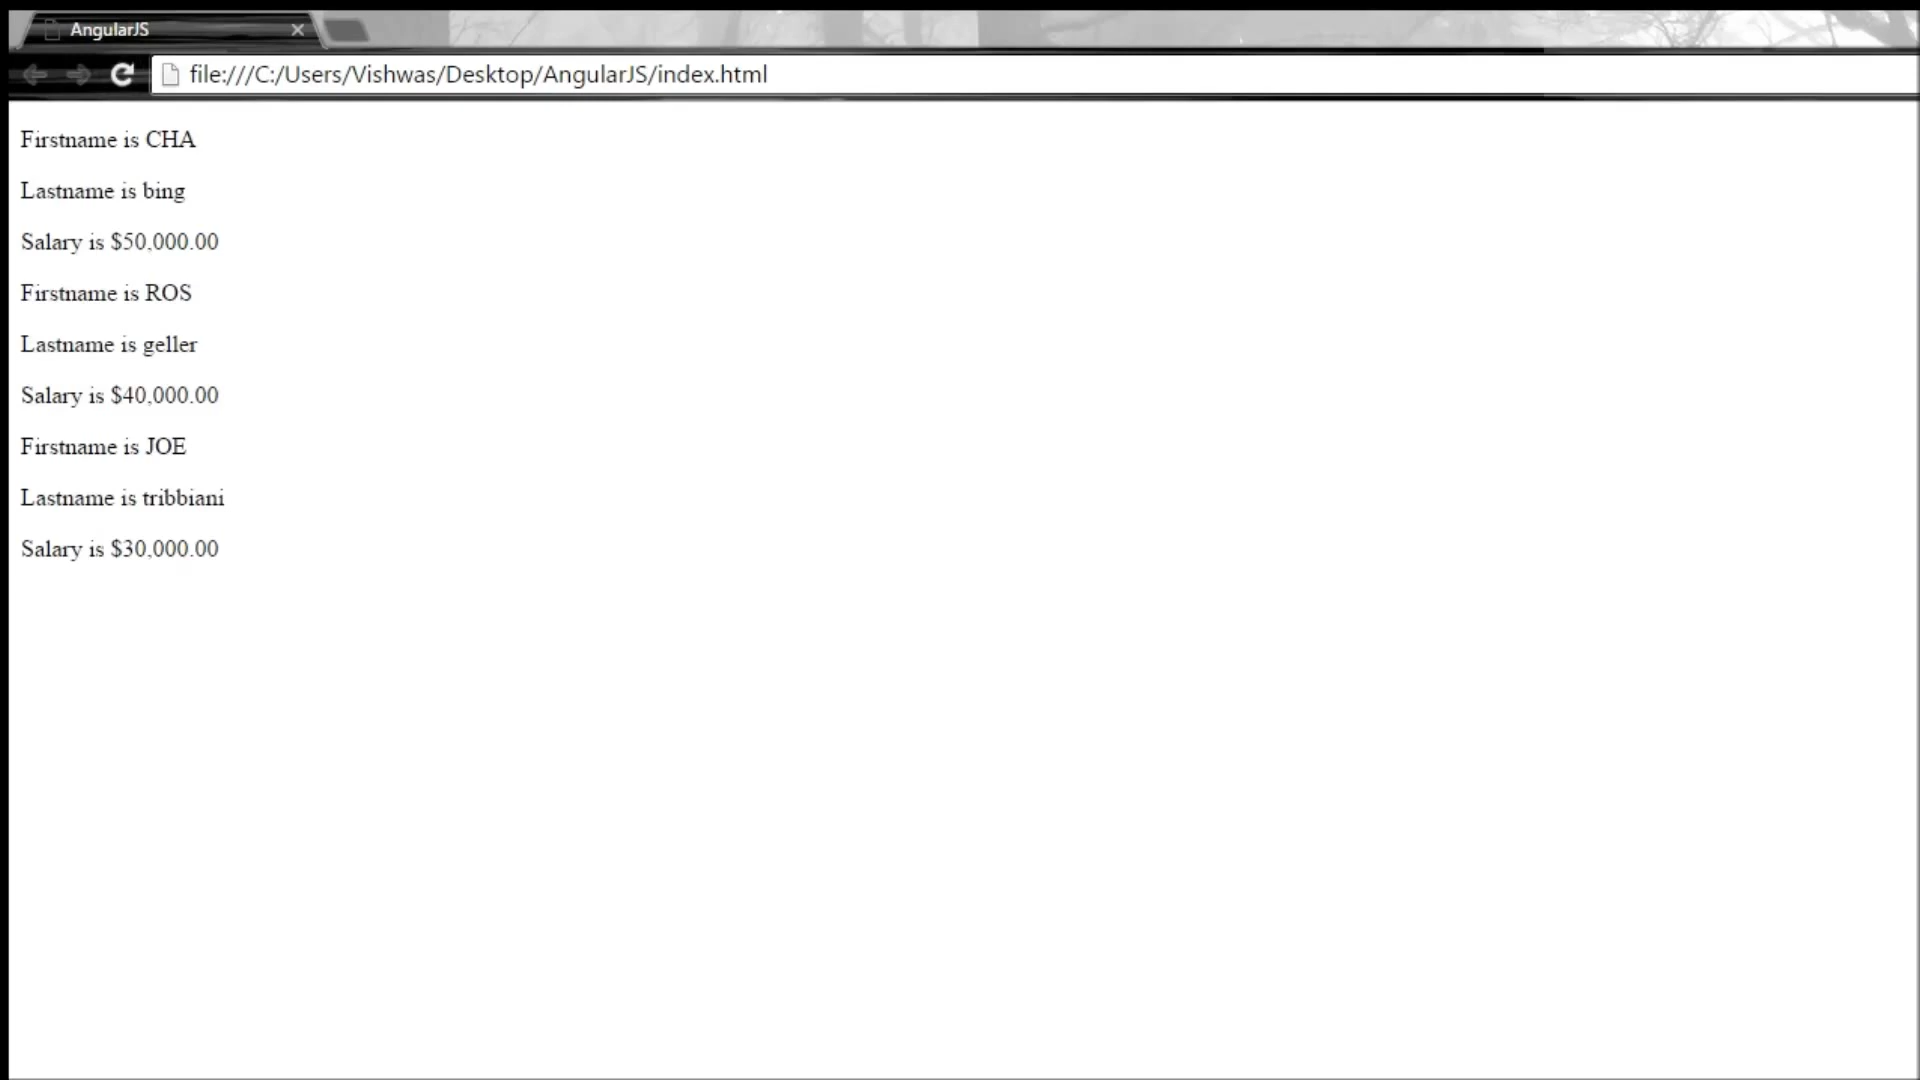 AngularJS
file:///C:/Users/Vishwas/Desktop/AngularJS/index.html
Firstname is CHA
Lastname is bing
Salary is $50,000.00
Firstname is ROS
Lastname is geller
Salary is $40,000.00
Firstname is JOE
Lastname is tribbiani
Salary is $30,000.00